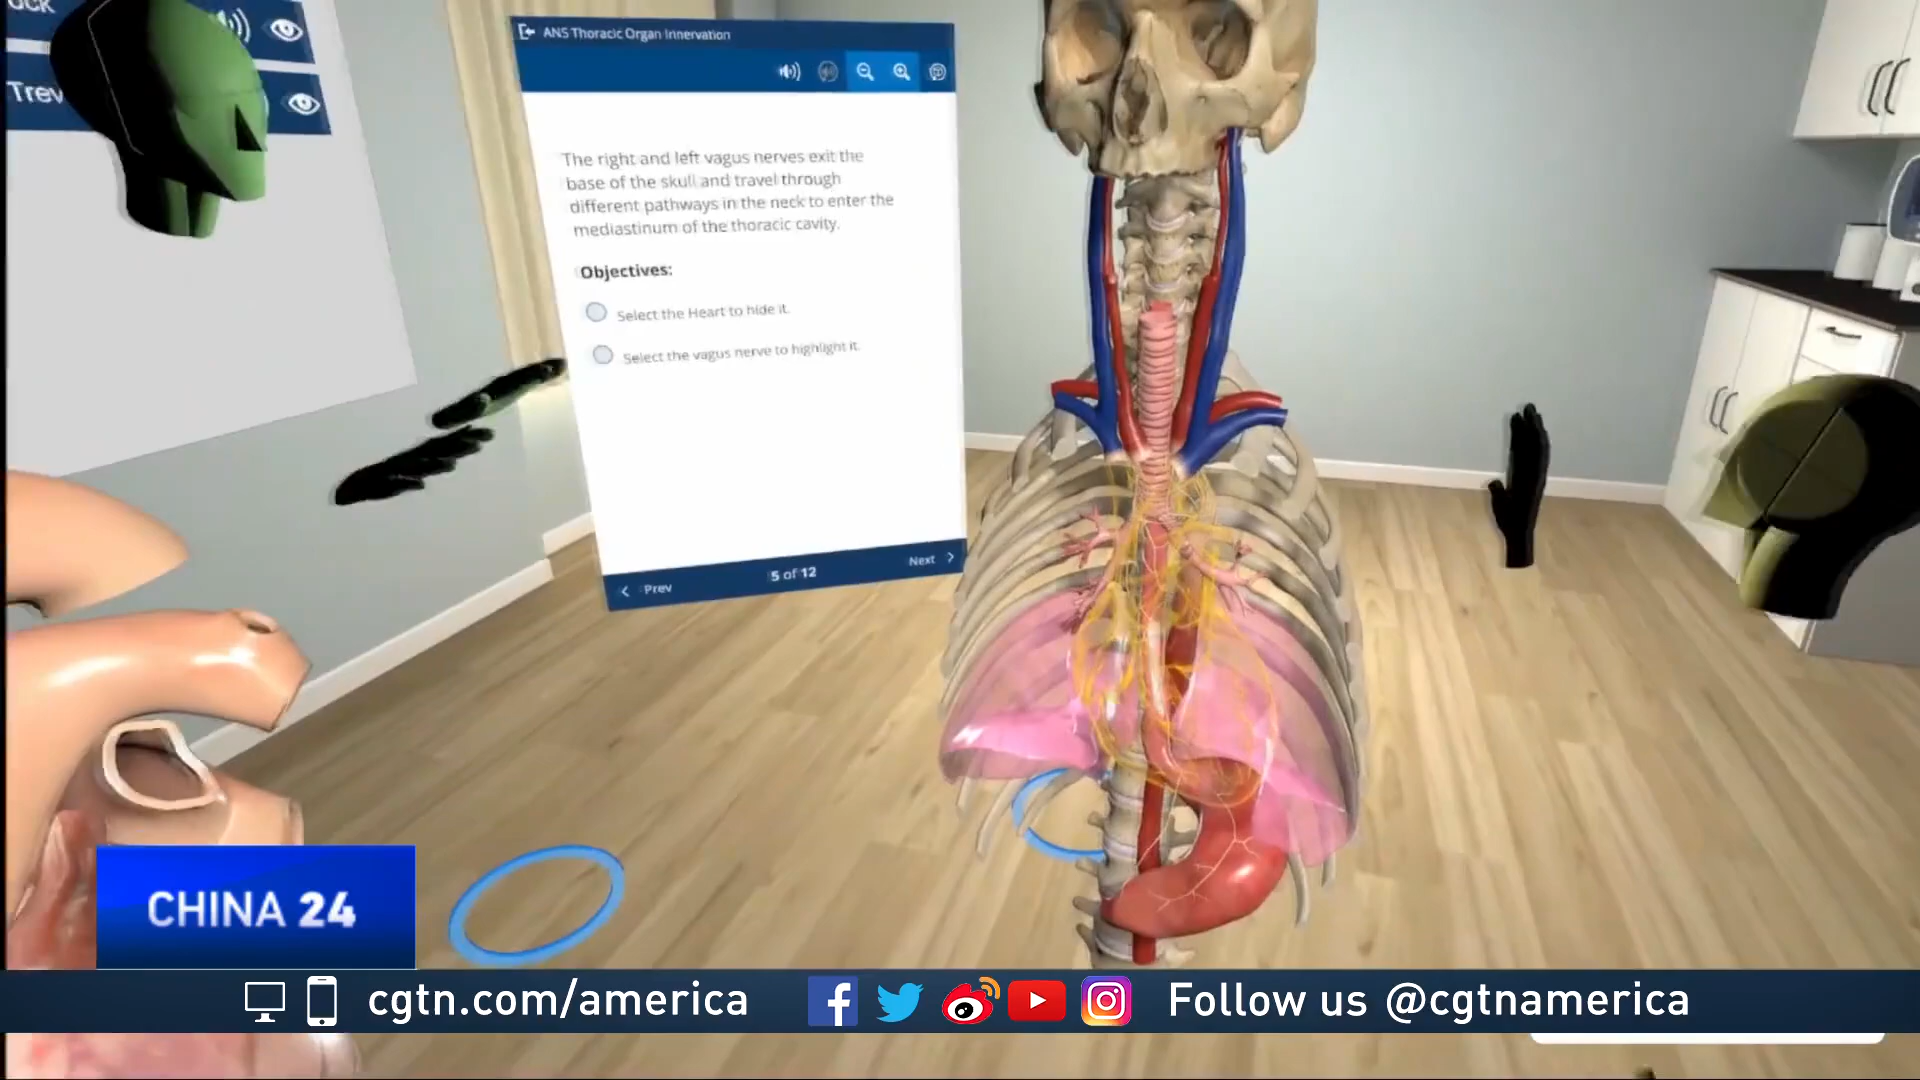 ANS Thoracic Organ Innervation
The right and left vagus nerves exit the
base of the skull and travel through
different pathways in the neck to enter the
mediastinum of the thoracic cavity.
Objectives:
Select the Heart to hide it.
Select the vagus nerve to highlight it.
Prev
5 of 12
Next
CHINA 24
cgtn.com/america
Follow us @cgtnamerica